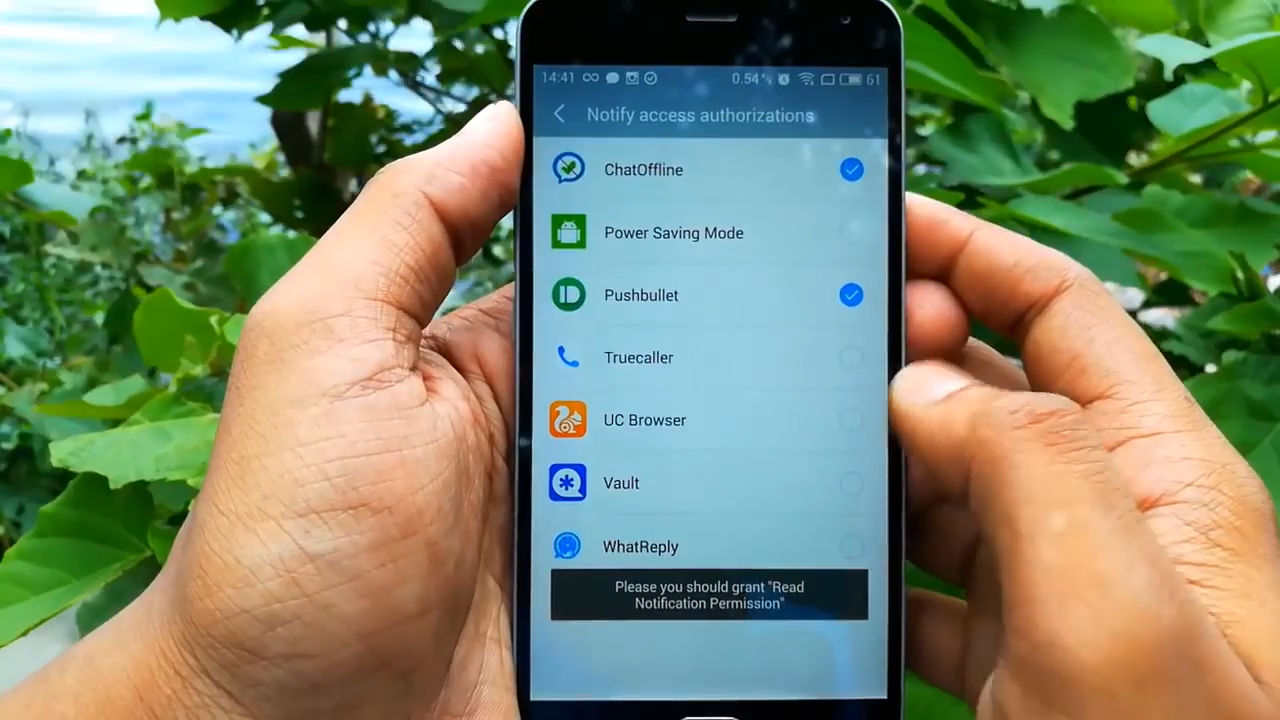 14:41
0.54 K/s
61
Notify access authorizations
ChatOffline
Power Saving Mode
Pushbullet
Truecaller
UC Browser
Vault
WhatReply
Please you should grant "Read
Notification Permission"